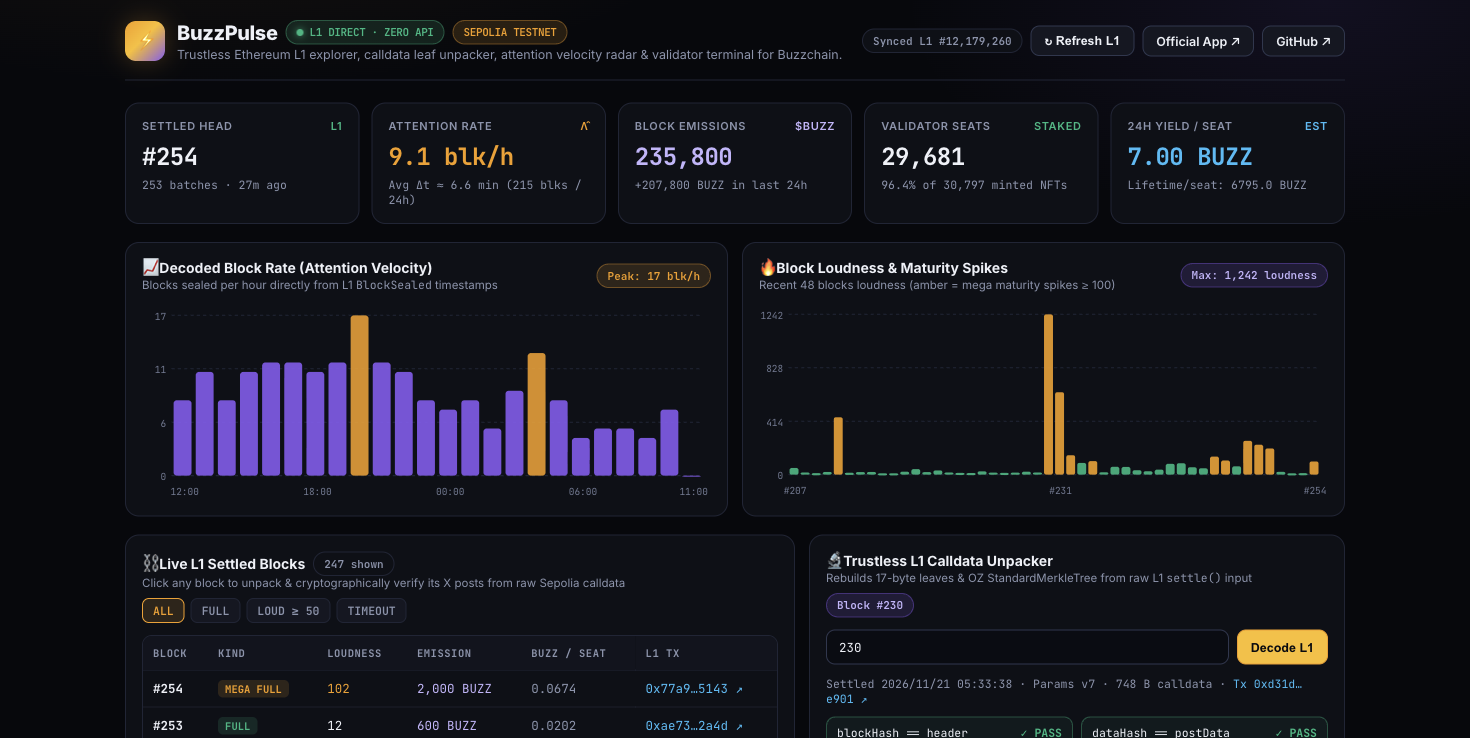 BuzzPulse
L1 DIRECT · ZERO API
SEPOLIA TESTNET
Trustless Ethereum L1 explorer, calldata leaf unpacker, attention velocity radar & validator terminal for Buzzchain.
Synced L1 #12,179,260
↻ Refresh L1
Official App ↗
GitHub ↗
SETTLED HEAD
L1
#254
253 batches · 27m ago
ATTENTION RATE
Λ̂
9.1 blk/h
Avg Δt ≈ 6.6 min (215 blks /
24h)
BLOCK EMISSIONS
$BUZZ
235,800
+207,800 BUZZ in last 24h
VALIDATOR SEATS
STAKED
29,681
96.4% of 30,797 minted NFTs
24H YIELD / SEAT
EST
7.00 BUZZ
Lifetime/seat: 6795.0 BUZZ
📈Decoded Block Rate (Attention Velocity)
Blocks sealed per hour directly from L1 BlockSealed timestamps
Peak: 17 blk/h
17
11
6
0
12:00 18:00 00:00 06:00 11:00
🔥Block Loudness & Maturity Spikes
Recent 48 blocks loudness (amber = mega maturity spikes ≥ 100)
Max: 1,242 loudness
1242
828
414
0
#207 #231 #254
⛓Live L1 Settled Blocks
247 shown
Click any block to unpack & cryptographically verify its X posts from raw Sepolia calldata
ALL FULL LOUD ≥ 50 TIMEOUT
BLOCK KIND LOUDNESS EMISSION BUZZ / SEAT L1 TX
#254 MEGA FULL 102 2,000 BUZZ 0.0674 0x77a9…5143 ↗
#253 FULL 12 600 BUZZ 0.0202 0xae73…2a4d ↗
🔬Trustless L1 Calldata Unpacker
Rebuilds 17-byte leaves & OZ StandardMerkleTree from raw L1 settle() input
Block #230
230
Decode L1
Settled 2026/11/21 05:33:38 · Params v7 · 748 B calldata · Tx 0xd31d…
e901 ↗
blockHash == header ✓ PASS
dataHash == postData ✓ PASS